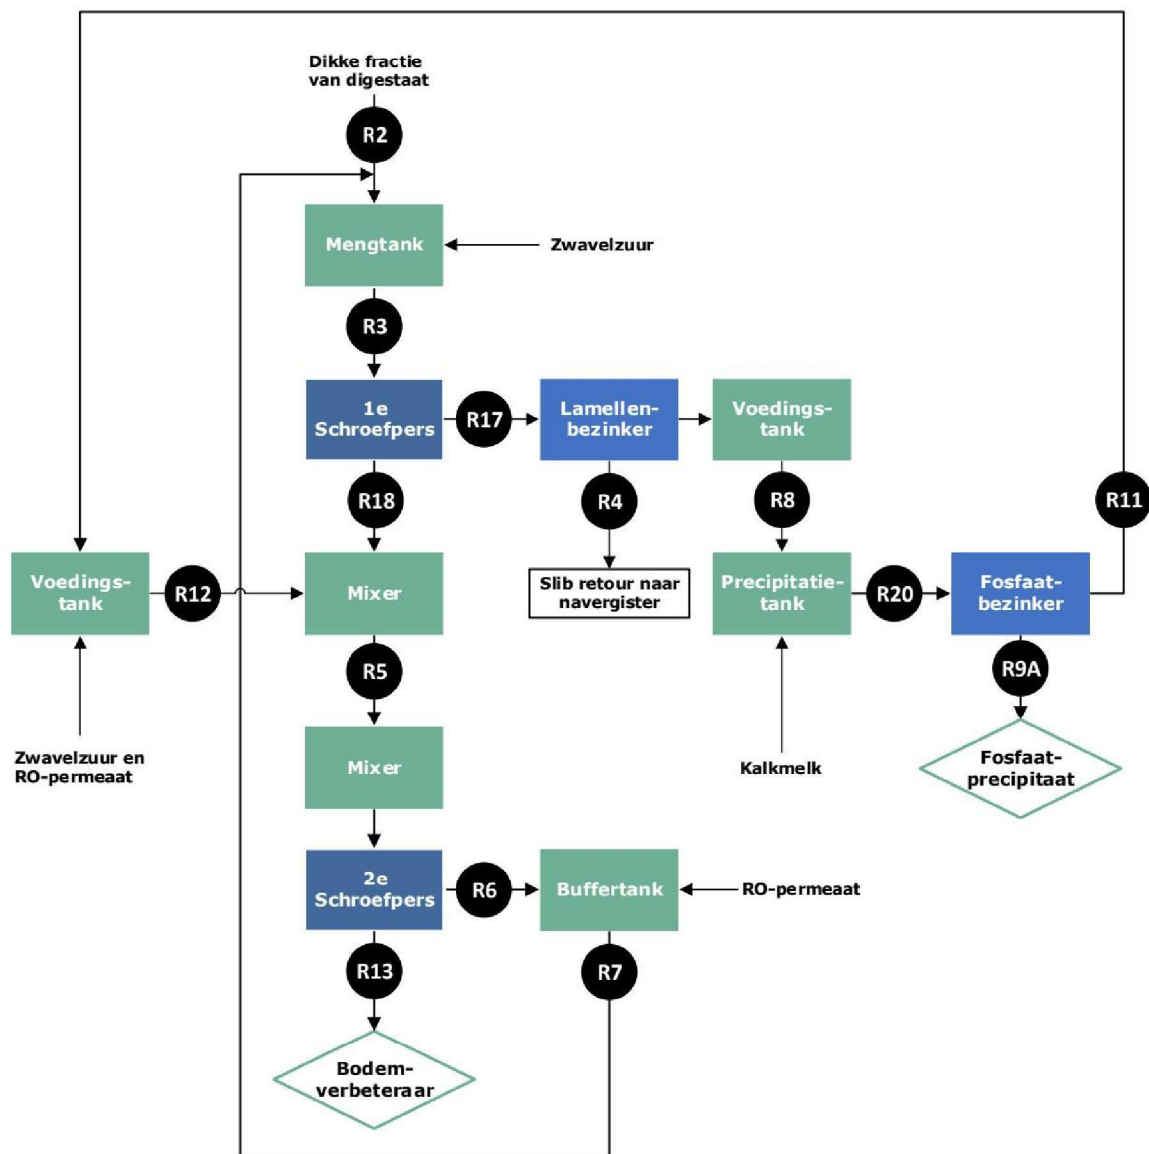 Dikke fractie
van digestaat
R2
Mengtank
Zwavelzuur
R3
1e
Schroefpers
R17
Lamellen-
bezinker
Voedings-
tank
R18
R4
R8
R11
Voedings-
tank
R12
Mixer
Slib retour naar
navergister
Precipitatie-
tank
R20
Fosfaat-
bezinker
R5
R9A
Zwavelzuur en
RO-permeaat
Mixer
Kalkmelk
Fosfaat-
precipitaat
2e
Schroefpers
R6
Buffertank
RO-permeaat
R13
R7
Bodem-
verbeteraar